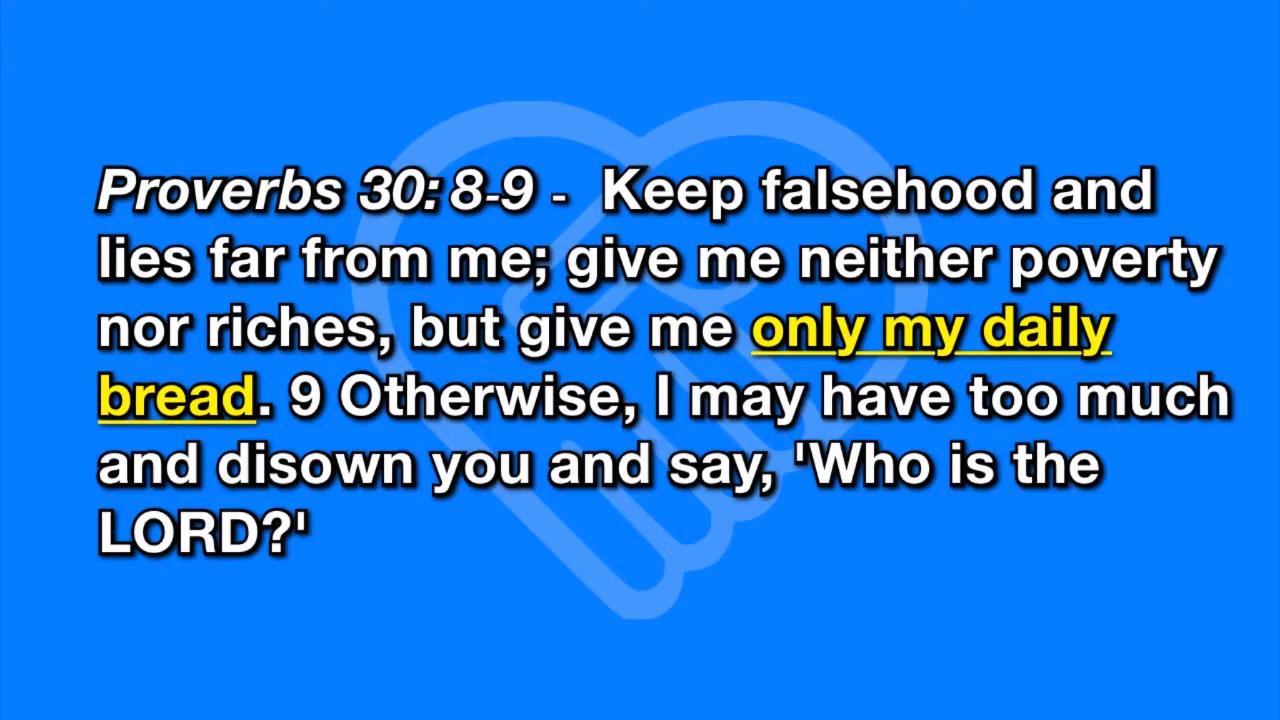 Proverbs 30: 8-9 -  Keep falsehood and
lies far from me; give me neither poverty
nor riches, but give me only my daily
bread. 9 Otherwise, I may have too much
and disown you and say, 'Who is the
LORD?'